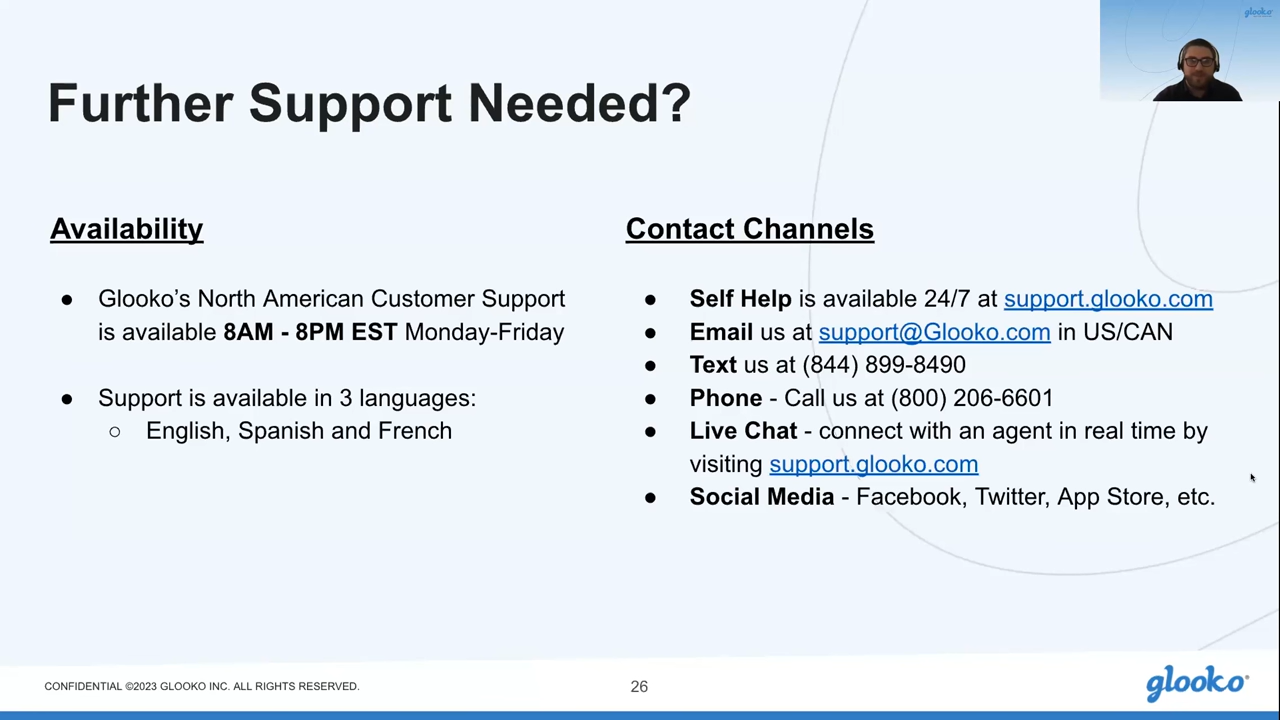 glooko
Further Support Needed?
Availability
● Glooko’s North American Customer Support
is available 8AM - 8PM EST Monday-Friday
● Support is available in 3 languages:
○ English, Spanish and French
Contact Channels
● Self Help is available 24/7 at support.glooko.com
● Email us at support@Glooko.com in US/CAN
● Text us at (844) 899-8490
● Phone - Call us at (800) 206-6601
● Live Chat - connect with an agent in real time by
visiting support.glooko.com
● Social Media - Facebook, Twitter, App Store, etc.
CONFIDENTIAL ©2023 GLOOKO INC. ALL RIGHTS RESERVED.
26
glooko®